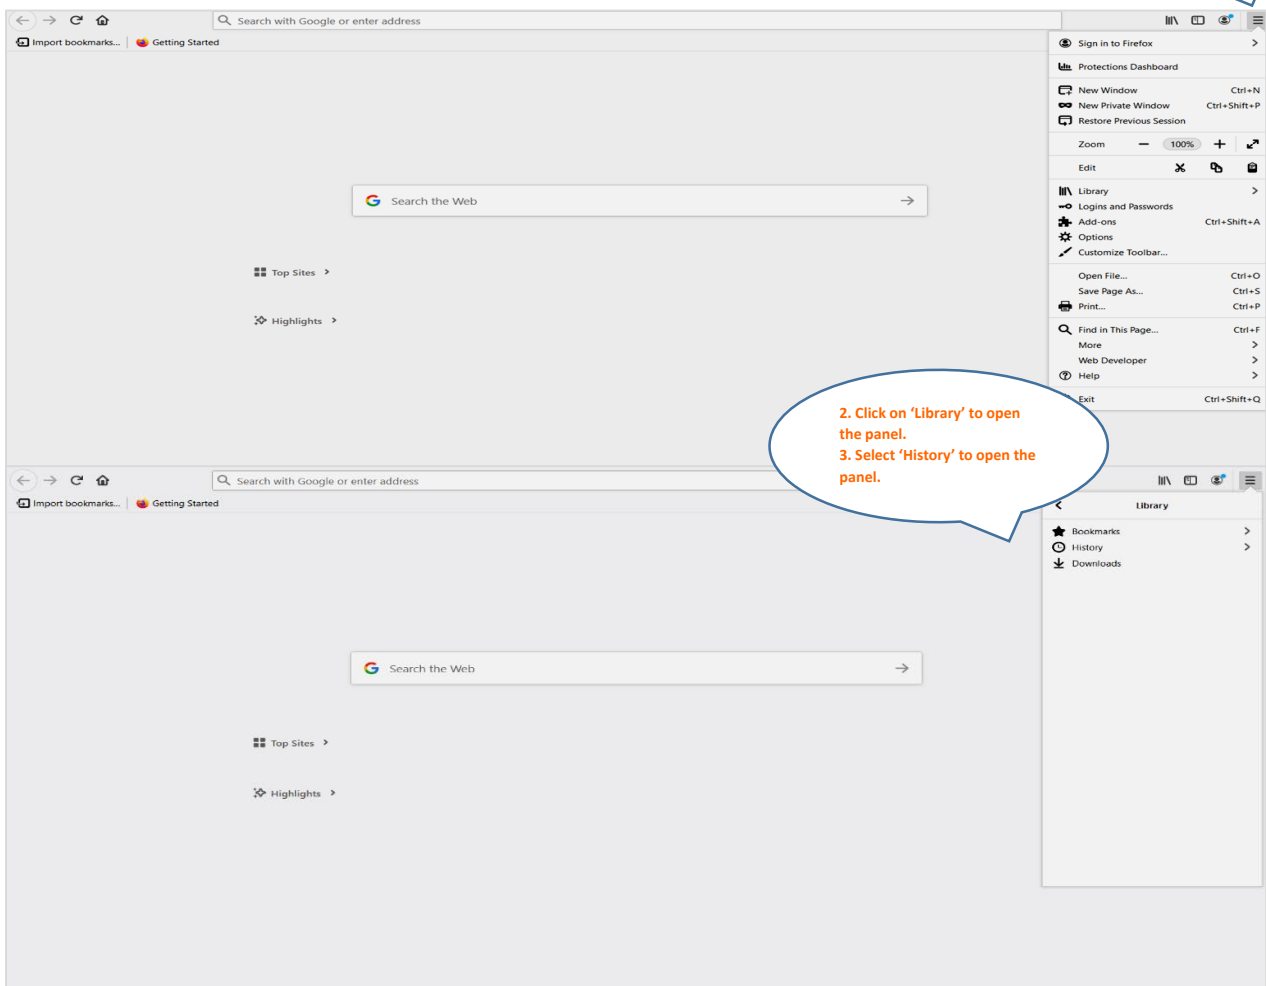 Search with Google or enter address
Import bookmarks... Getting Started
Sign in to Firefox
Protections Dashboard
New Window Ctrl+N
New Private Window Ctrl+Shift+P
Restore Previous Session
Zoom 100%
Edit
Library
Logins and Passwords
Add-ons Ctrl+Shift+A
Options
Customize Toolbar...
Open File... Ctrl+O
Save Page As... Ctrl+S
Print... Ctrl+P
Find in This Page... Ctrl+F
More
Web Developer
Help
Exit Ctrl+Shift+Q
Search the Web
Top Sites
Highlights
2. Click on ‘Library’ to open
the panel.
3. Select ‘History’ to open the
panel.
Search with Google or enter address
Import bookmarks... Getting Started
Library
Bookmarks
History
Downloads
Search the Web
Top Sites
Highlights